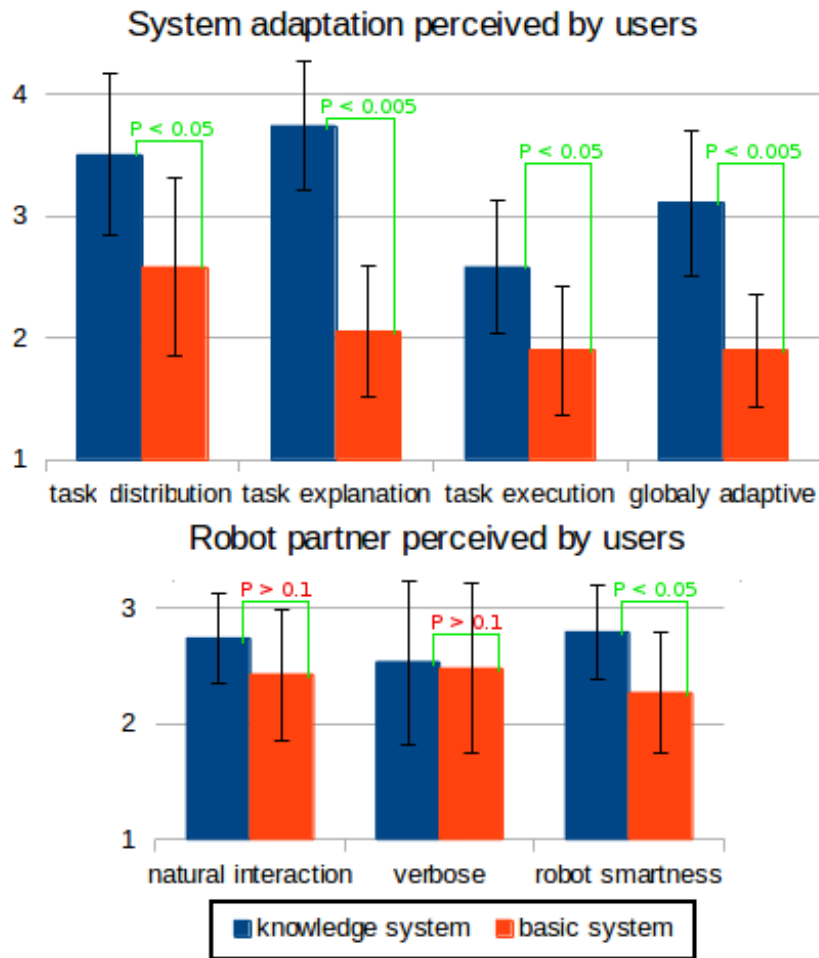 System adaptation perceived by users
4
3
2
1
P < 0.05
P < 0.005
P < 0.05
P < 0.005
task distribution task explanation task execution globaly adaptive
Robot partner perceived by users
3
2
1
P > 0.1
P > 0.1
P < 0.05
natural interaction verbose robot smartness
knowledge system basic system